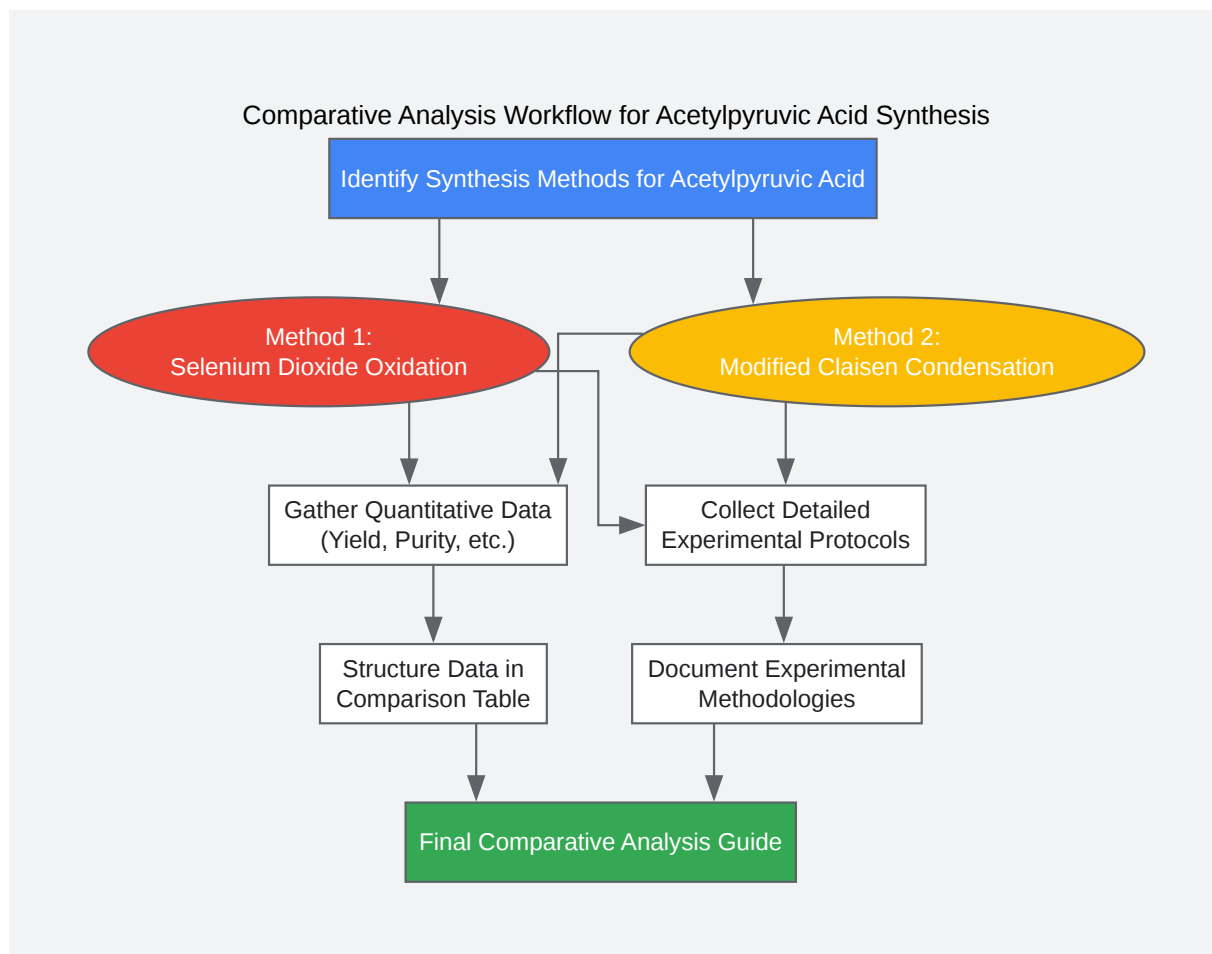 Comparative Analysis Workflow for Acetylpyruvic Acid Synthesis
Identify Synthesis Methods for Acetylpyruvic Acid
Method 1:
Selenium Dioxide Oxidation
Method 2:
Modified Claisen Condensation
Gather Quantitative Data
(Yield, Purity, etc.)
Collect Detailed
Experimental Protocols
Structure Data in
Comparison Table
Document Experimental
Methodologies
Final Comparative Analysis Guide